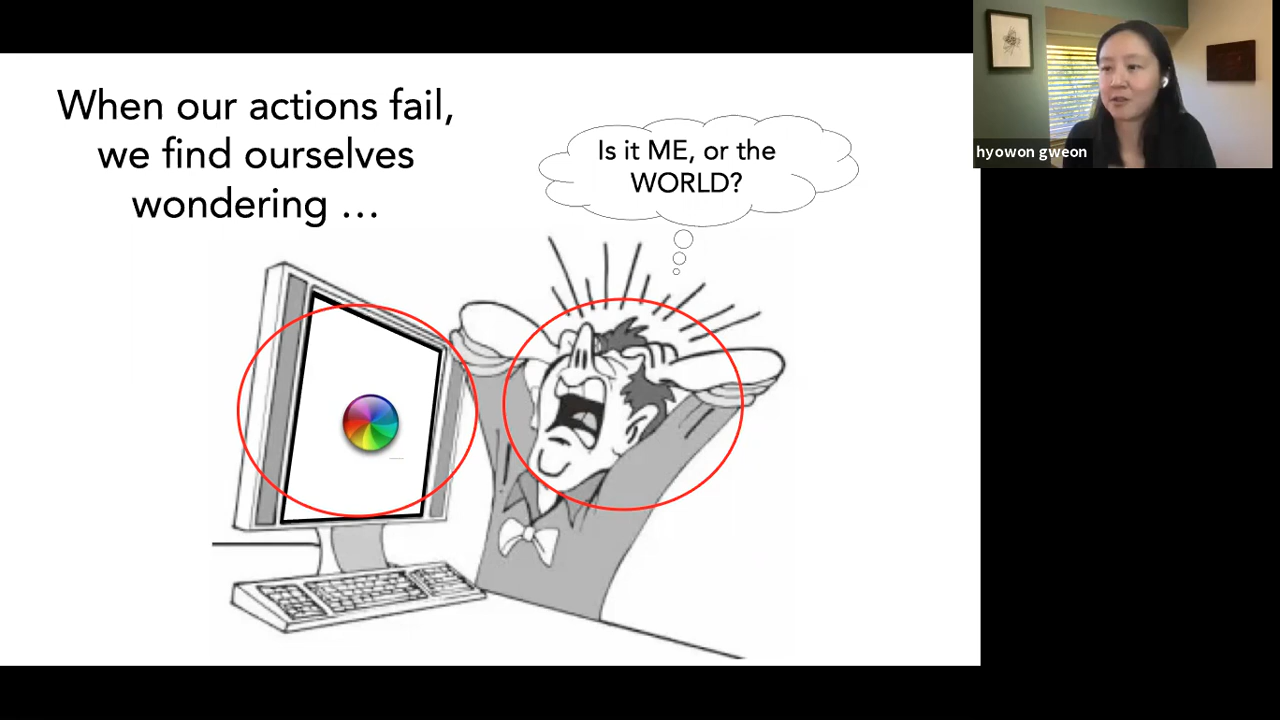 When our actions fail,
we find ourselves
wondering …
Is it ME, or the
WORLD?
hyowon gweon